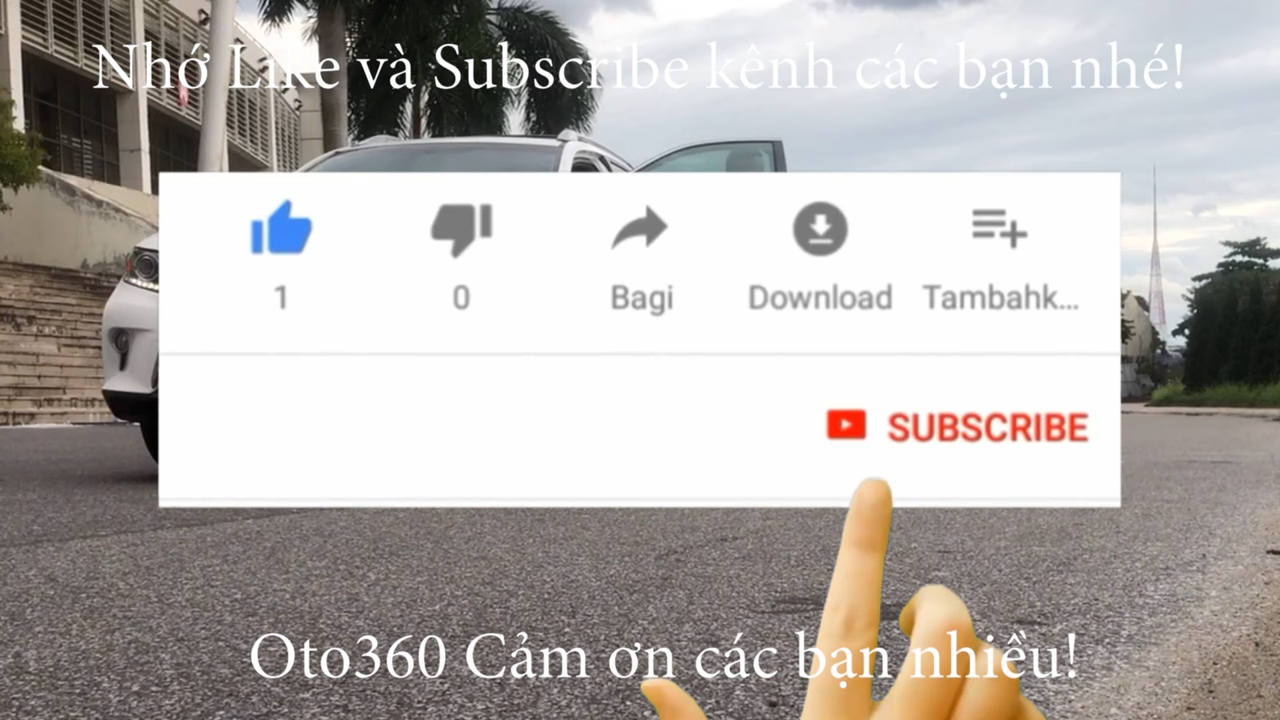 Nhớ Like và Subscribe kênh các bạn nhé!
1 0 Bagi Download Tambahk...
SUBSCRIBE
Oto360 Cảm ơn các bạn nhiều!